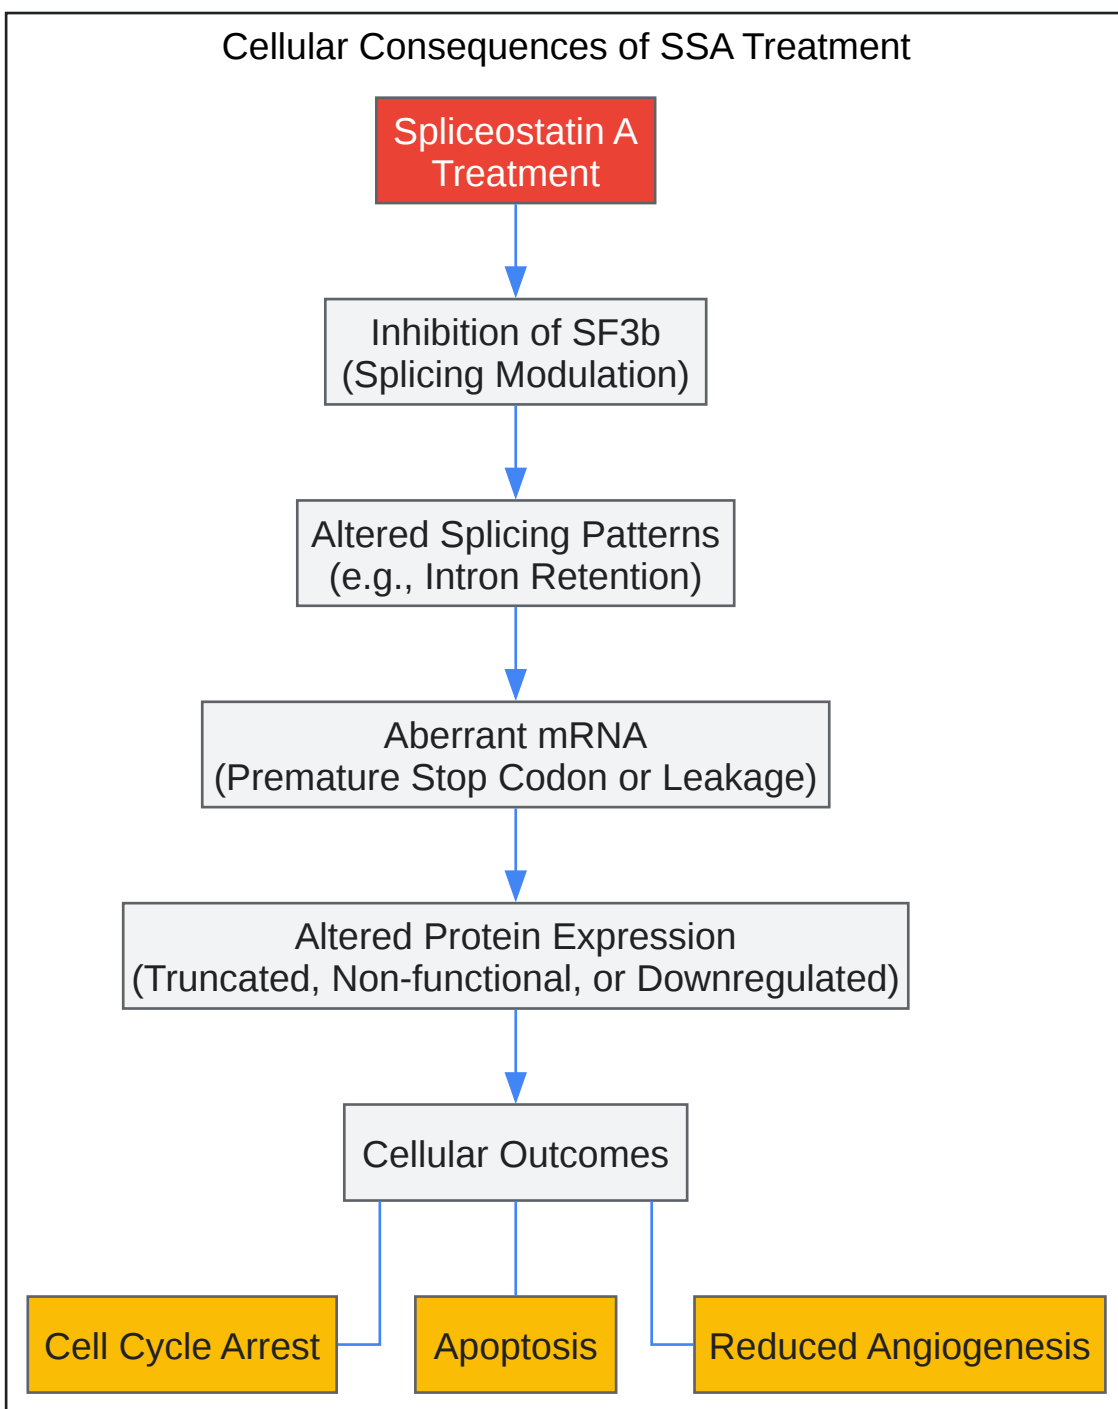 Cellular Consequences of SSA Treatment
Spliceostatin A
Treatment
Inhibition of SF3b
(Splicing Modulation)
Altered Splicing Patterns
(e.g., Intron Retention)
Aberrant mRNA
(Premature Stop Codon or Leakage)
Altered Protein Expression
(Truncated, Non-functional, or Downregulated)
Cellular Outcomes
Cell Cycle Arrest
Apoptosis
Reduced Angiogenesis